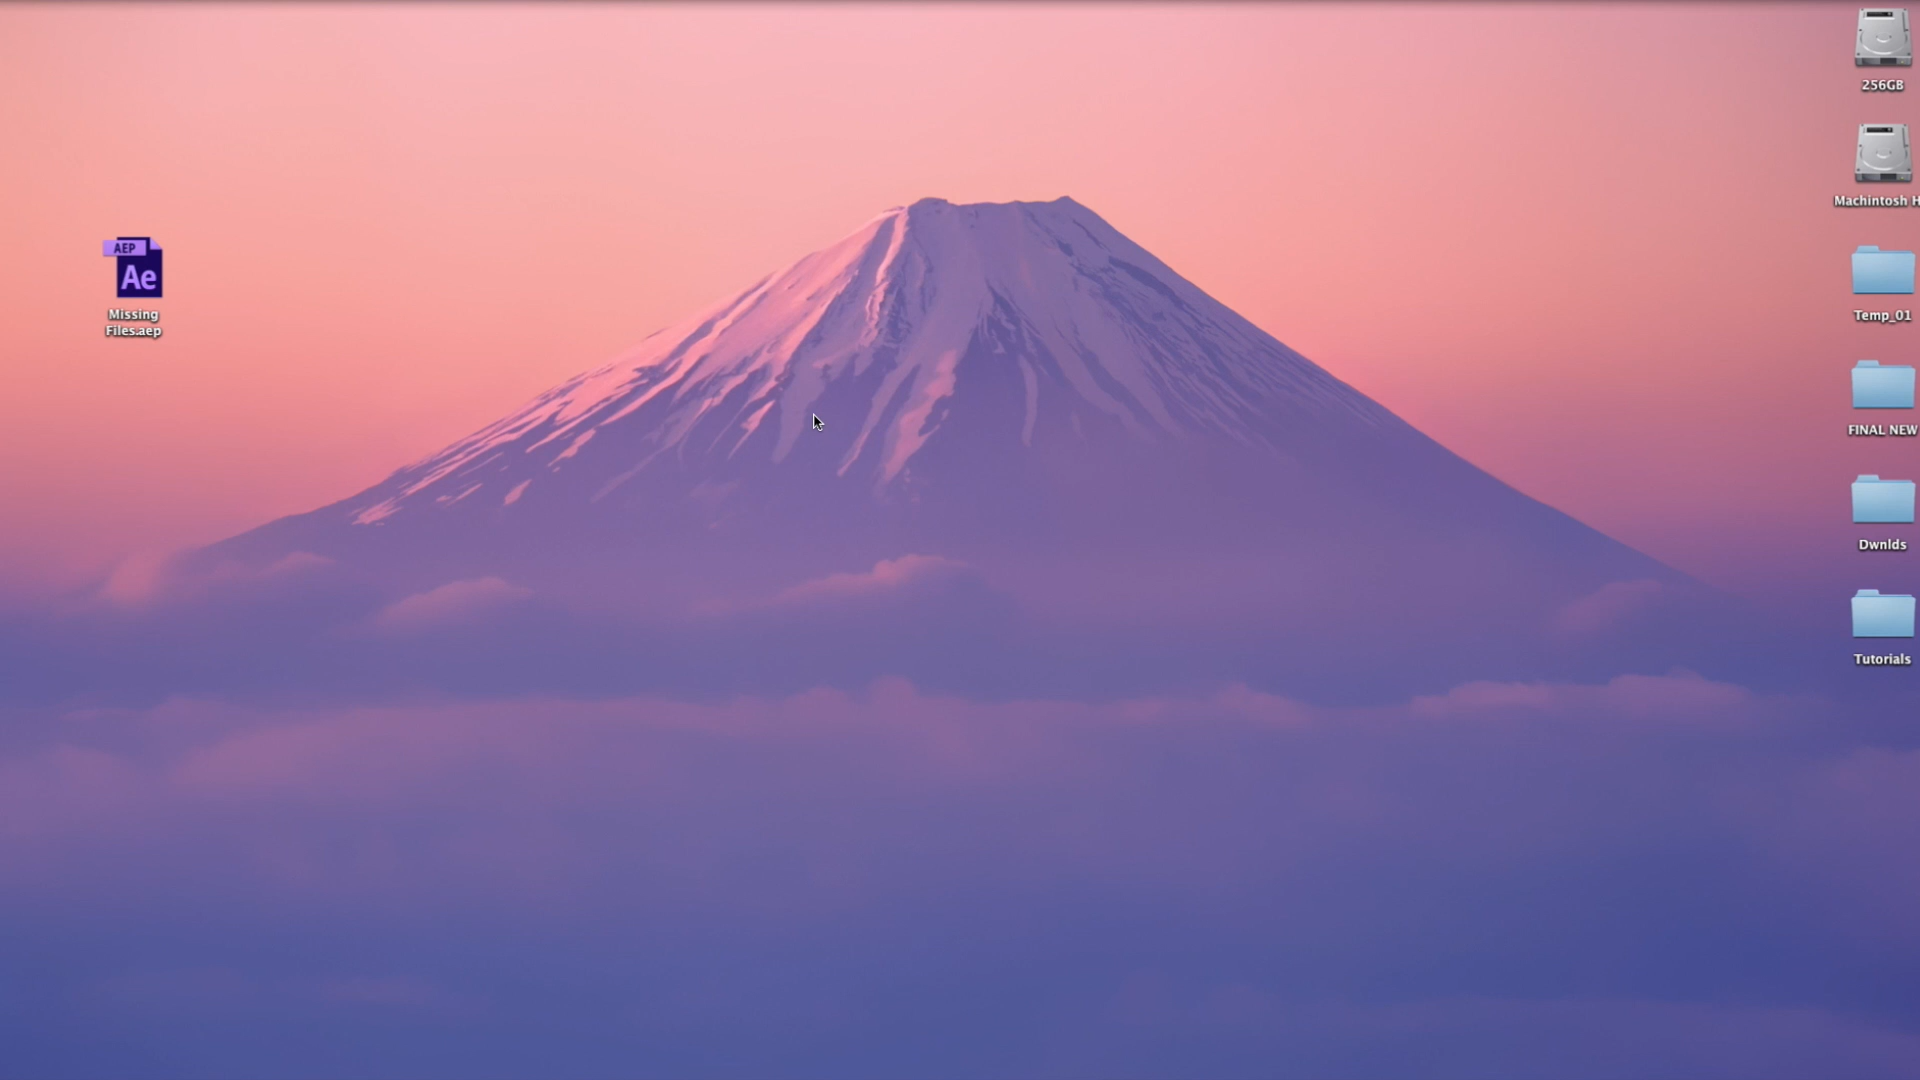 256GB
Machintosh H
AEP
Ae
Missing
Files.aep
Temp_01
FINAL NEW
Dwnlds
Tutorials